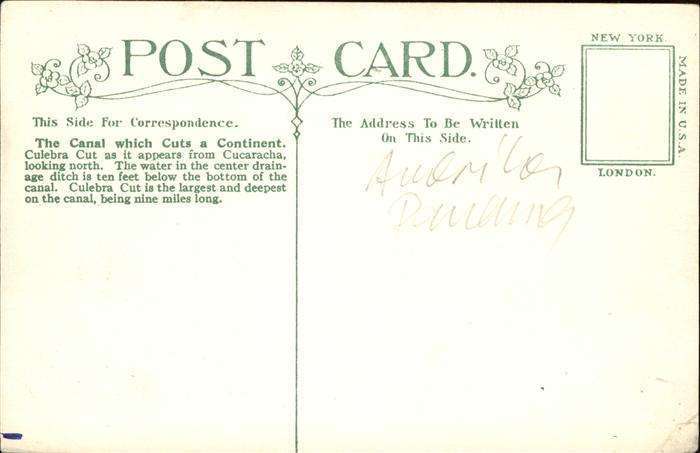 POST CARD.
NEW YORK.
MADE IN U.S.A.
LONDON.
This Side For Correspondence.
The Canal which Cuts a Continent.
Culebra Cut as it appears from Cucaracha,
looking north. The water in the center drain-
age ditch is ten feet below the bottom of the
canal. Culebra Cut is the largest and deepest
on the canal, being nine miles long.
The Address To Be Written
On This Side.